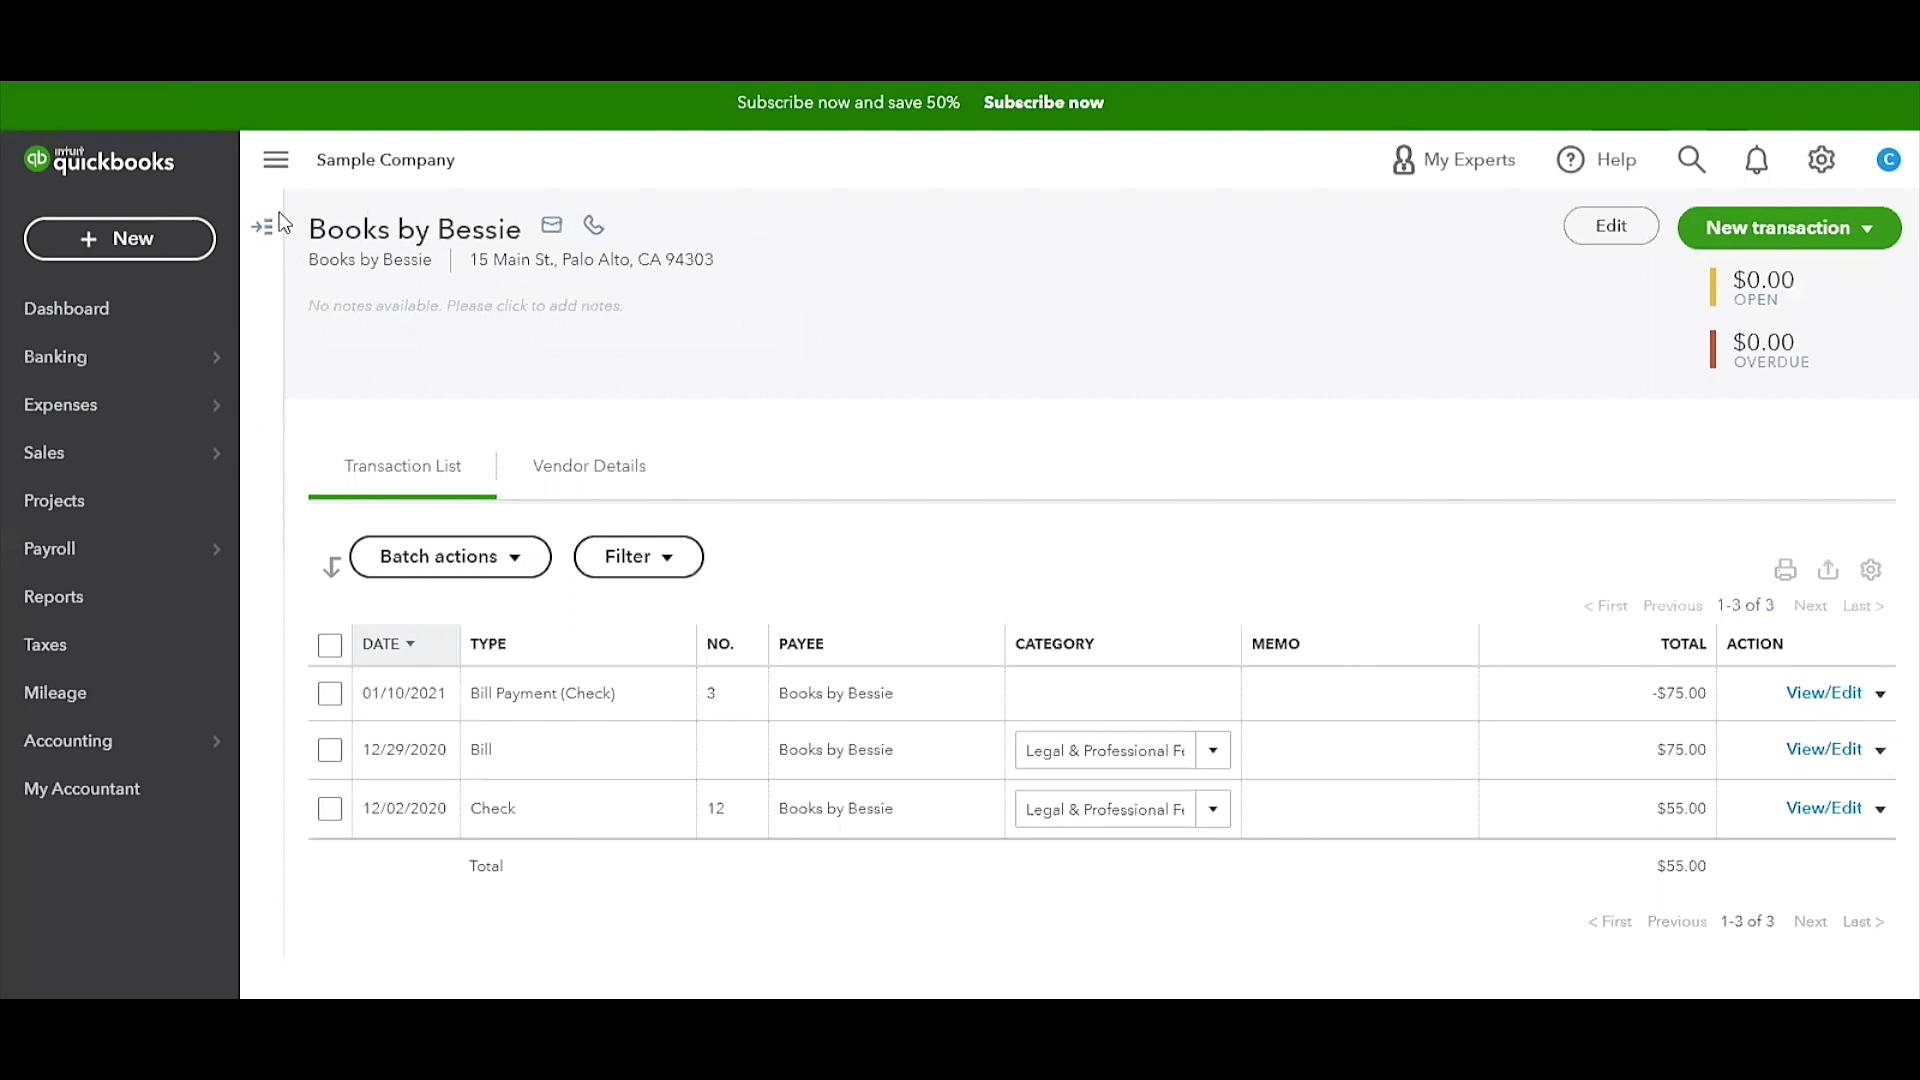 Subscribe now and save 50% Subscribe now
qb intuit quickbooks
Sample Company
My Experts
Help
C
+ New
Dashboard
Banking
Expenses
Sales
Projects
Payroll
Reports
Taxes
Mileage
Accounting
My Accountant
Books by Bessie
Edit
New transaction
Books by Bessie | 15 Main St., Palo Alto, CA 94303
No notes available. Please click to add notes.
$0.00
OPEN
$0.00
OVERDUE
Transaction List
Vendor Details
Batch actions
Filter
< First Previous 1-3 of 3 Next Last >
DATE TYPE NO. PAYEE CATEGORY MEMO TOTAL ACTION
01/10/2021 Bill Payment (Check) 3 Books by Bessie -$75.00 View/Edit
12/29/2020 Bill Books by Bessie Legal & Professional Fe $75.00 View/Edit
12/02/2020 Check 12 Books by Bessie Legal & Professional Fe $55.00 View/Edit
Total $55.00
< First Previous 1-3 of 3 Next Last >